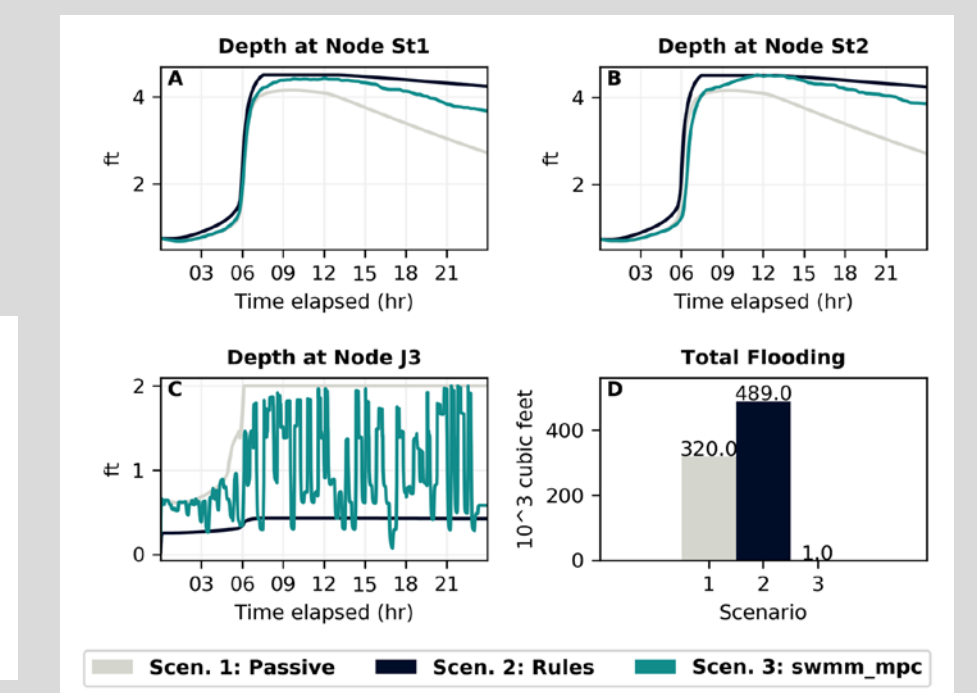 Depth at Node St1
A
4
2
ft
03 06 09 12 15 18 21
Time elapsed (hr)
Depth at Node St2
B
4
2
ft
03 06 09 12 15 18 21
Time elapsed (hr)
Depth at Node J3
C
2
1
0
ft
03 06 09 12 15 18 21
Time elapsed (hr)
Total Flooding
D
489.0
320.0
1.0
400
200
0
10^3 cubic feet
1 2 3
Scenario
Scen. 1: Passive Scen. 2: Rules Scen. 3: swmm_mpc